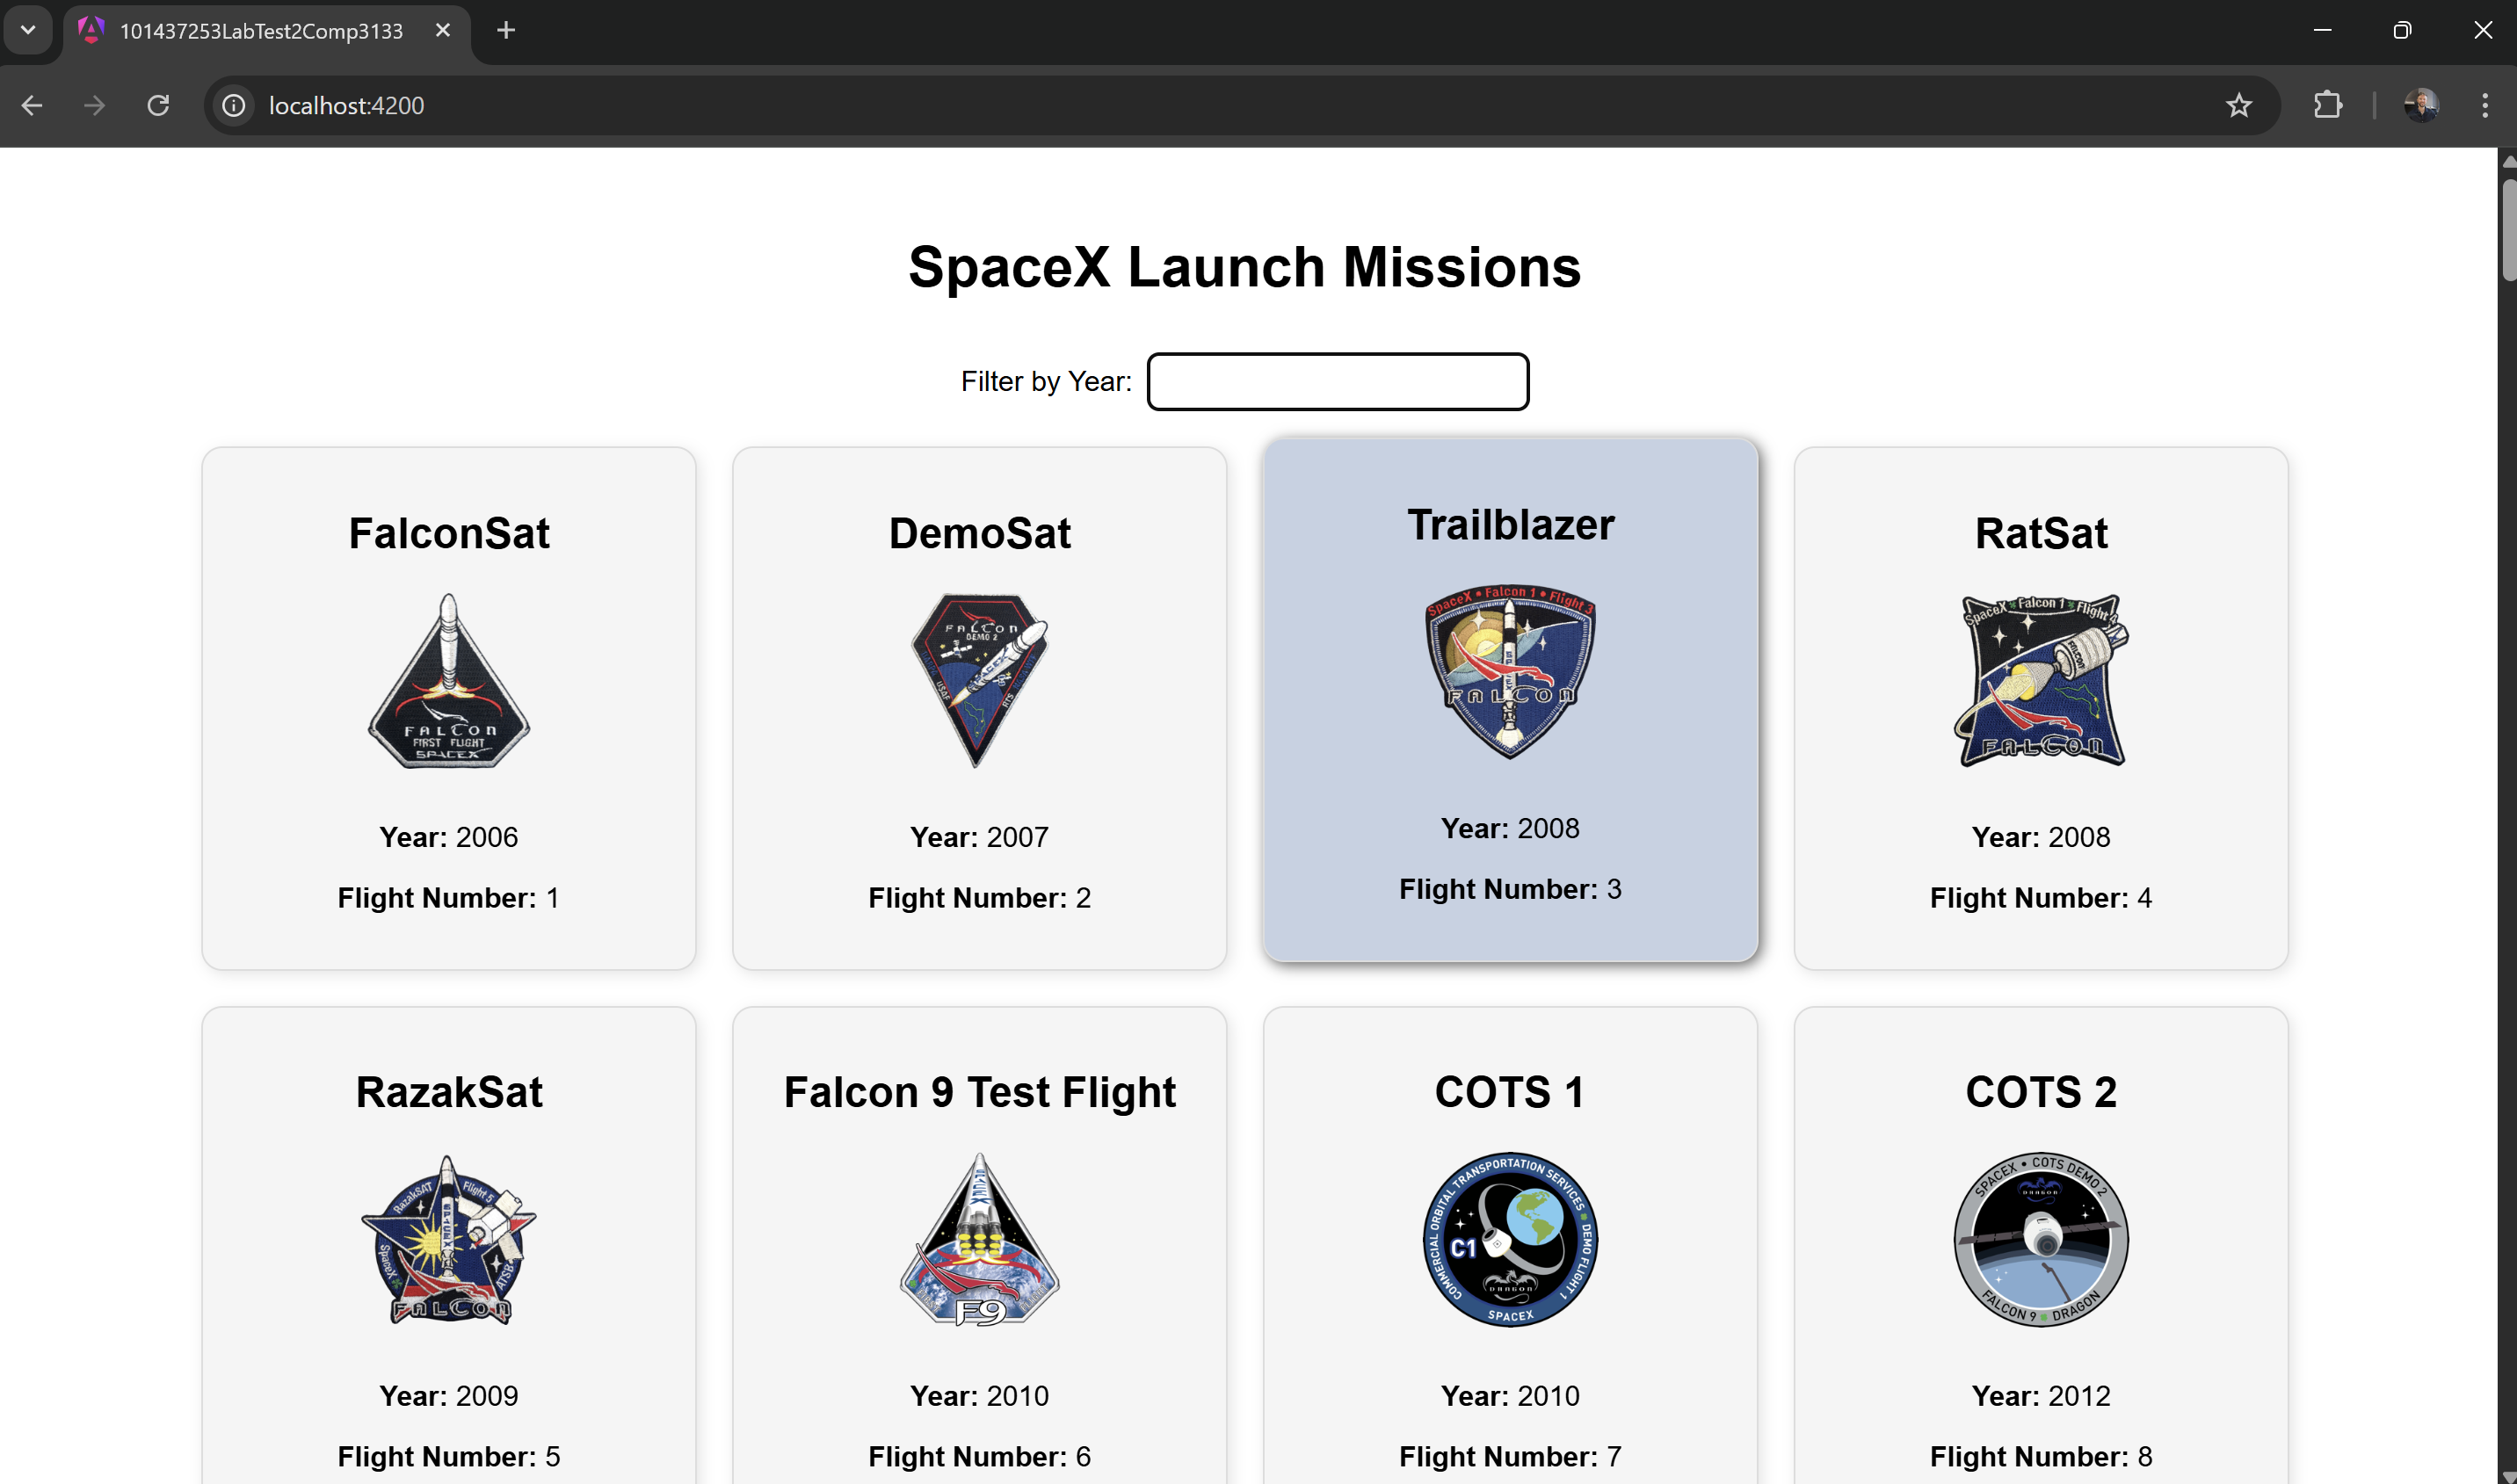 101437253LabTest2Comp3133
localhost:4200
SpaceX Launch Missions
Filter by Year:
FalconSat
DemoSat
Trailblazer
RatSat
FALCON
FIRST FLIGHT
SPACEX
FALCON
DEMO 2
USAF
SpaceX • Falcon 1 • Flight 3
FALCON
SpaceX Falcon 1 Flight 4
FALCON
Year: 2006
Year: 2007
Year: 2008
Year: 2008
Flight Number: 1
Flight Number: 2
Flight Number: 3
Flight Number: 4
RazakSat
Falcon 9 Test Flight
COTS 1
COTS 2
RazakSAT
Flight 5
SPACEX
SpaceX
ATSB
FALCON
SPACEX
F9
COMMERCIAL ORBITAL TRANSPORTATION SERVICES • DEMO FLIGHT 1
C1
DRAGON
SPACEX
SPACEX • COTS DEMO 2
DRAGON
FALCON 9 • DRAGON
Year: 2009
Year: 2010
Year: 2010
Year: 2012
Flight Number: 5
Flight Number: 6
Flight Number: 7
Flight Number: 8